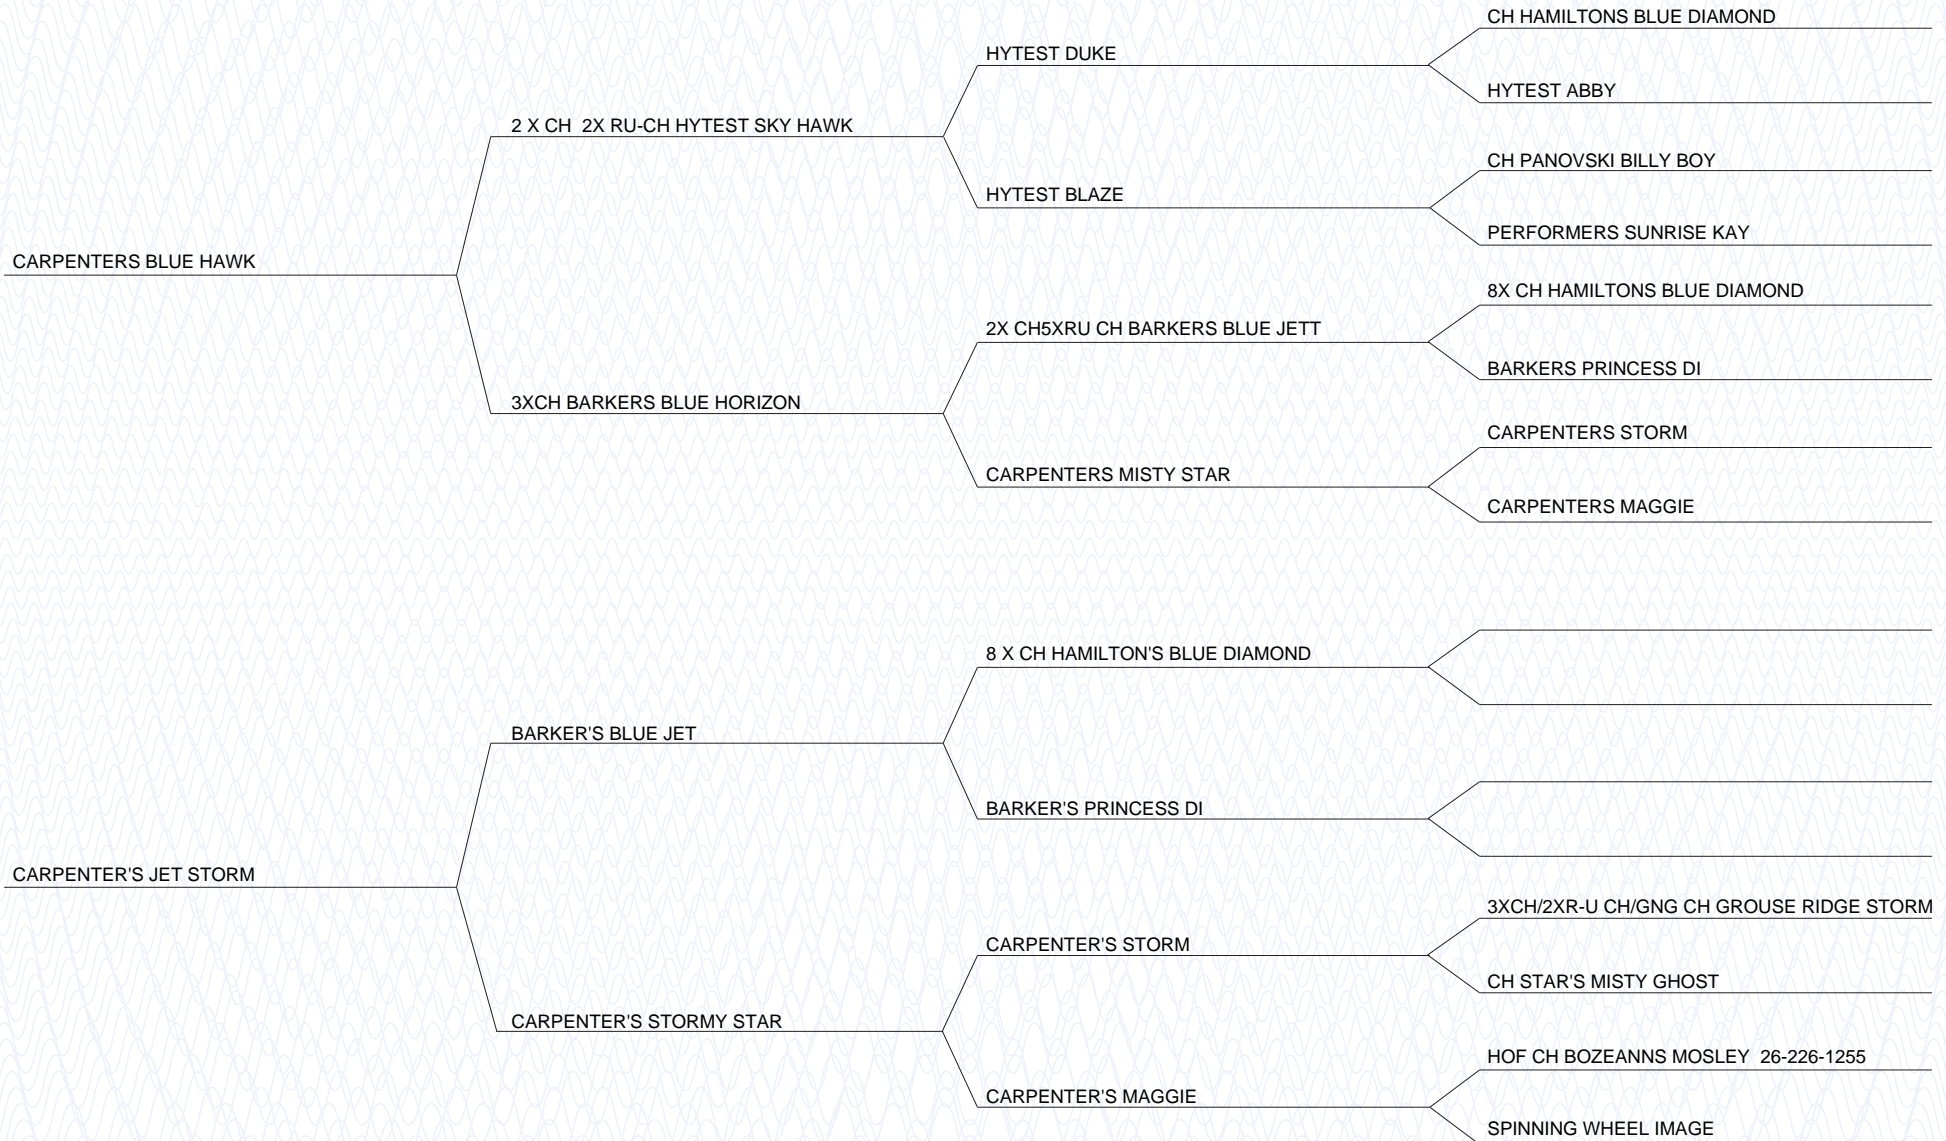 CH HAMILTONS BLUE DIAMOND
HYTEST DUKE
HYTEST ABBY
2 X CH  2X RU-CH HYTEST SKY HAWK
CH PANOVSKI BILLY BOY
HYTEST BLAZE
PERFORMERS SUNRISE KAY
CARPENTERS BLUE HAWK
8X CH HAMILTONS BLUE DIAMOND
2X CH5XRU CH BARKERS BLUE JETT
BARKERS PRINCESS DI
3XCH BARKERS BLUE HORIZON
CARPENTERS STORM
CARPENTERS MISTY STAR
CARPENTERS MAGGIE
8 X CH HAMILTON'S BLUE DIAMOND
BARKER'S BLUE JET
BARKER'S PRINCESS DI
CARPENTER'S JET STORM
3XCH/2XR-U CH/GNG CH GROUSE RIDGE STORM
CARPENTER'S STORM
CH STAR'S MISTY GHOST
CARPENTER'S STORMY STAR
HOF CH BOZEANNS MOSLEY  26-226-1255
CARPENTER'S MAGGIE
SPINNING WHEEL IMAGE